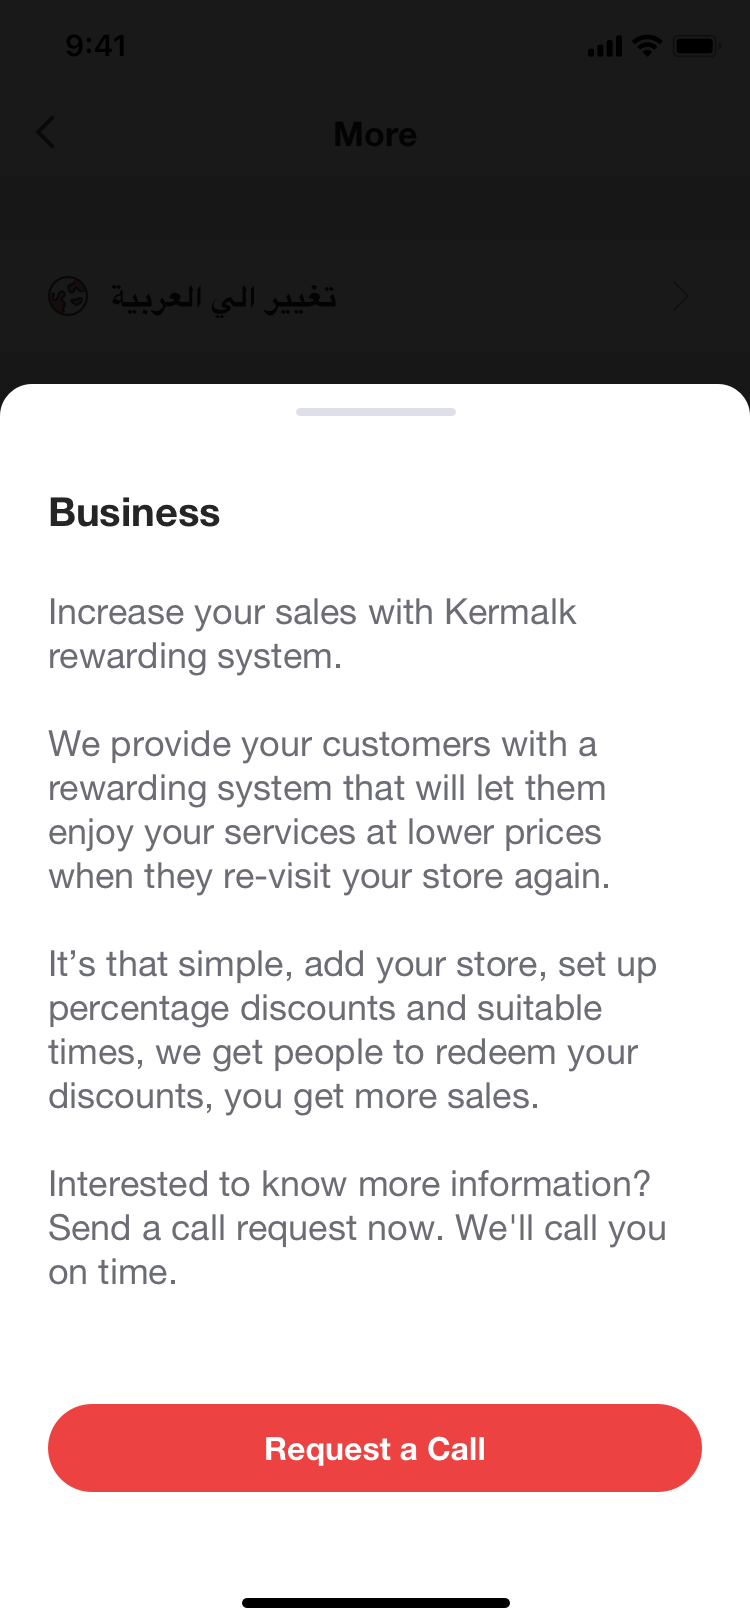 9:41
More
تغيير الي العربية
Business
Increase your sales with Kermalk
rewarding system.
We provide your customers with a
rewarding system that will let them
enjoy your services at lower prices
when they re-visit your store again.
It’s that simple, add your store, set up
percentage discounts and suitable
times, we get people to redeem your
discounts, you get more sales.
Interested to know more information?
Send a call request now. We'll call you
on time.
Request a Call